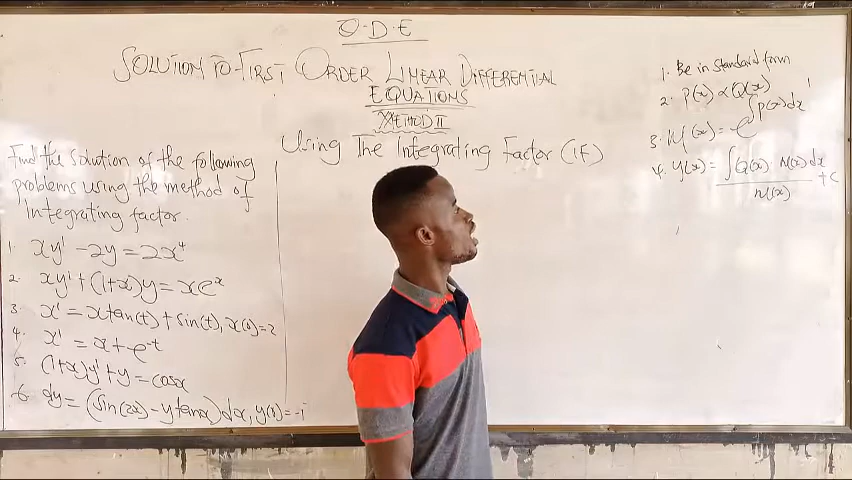 O.D.E
SOLUTION TO FIRST ORDER LINEAR DIFFERENTIAL
EQUATIONS
METHOD II
Using The Integrating Factor (IF)
Find the solution of the following
problems using the method of
Integrating factor.
1. xy' - 2y = 2x⁴
2. xy' + (1+x)y = xeˣ
3. x' = x tan(t) + sin(t), x(0) = 2
4. x' = x + e⁻ᵗ
5. (1+x)y' + y = cosx
6. dy = (sin(2x) - y tanx) dx, y(0) = -1
1. Be in standard form
2. P(x) & Q(x)
3. M(x) = e^∫p(x)dx
4. y(x) = ∫Q(x) · M(x) dx / M(x) + C